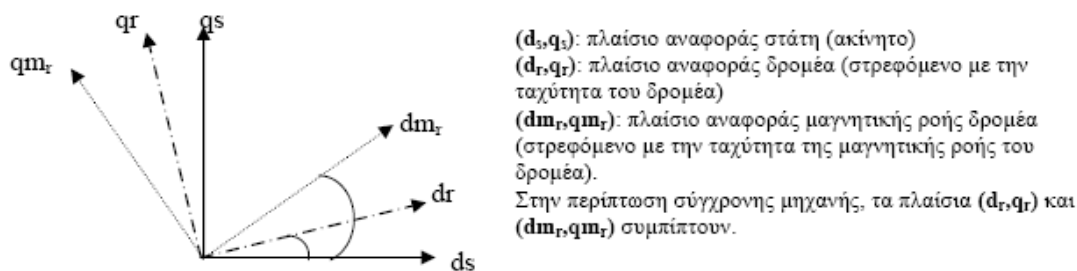 qr
qs
qmr
dmr
dr
ds
(ds,qs): πλαίσιο αναφοράς στάτη (ακίνητο)
(dr,qr): πλαίσιο αναφοράς δρομέα (στρεφόμενο με την
ταχύτητα του δρομέα)
(dmr,qmr): πλαίσιο αναφοράς μαγνητικής ροής δρομέα
(στρεφόμενο με την ταχύτητα της μαγνητικής ροής του
δρομέα).
Στην περίπτωση σύγχρονης μηχανής, τα πλαίσια (dr,qr) και
(dmr,qmr) συμπίπτουν.